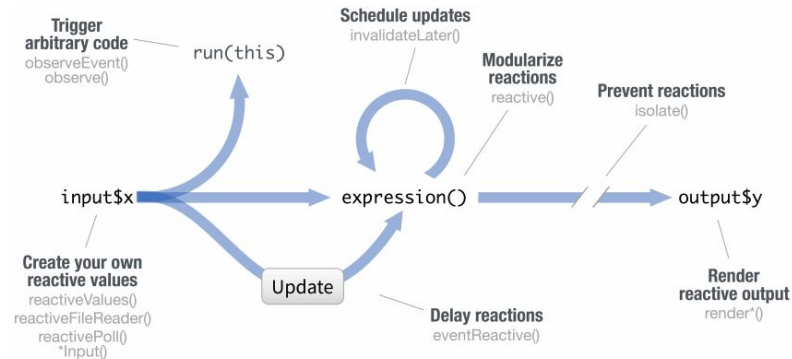 Trigger
arbitrary code
observeEvent()
observe()
run(this)
Schedule updates
invalidateLater()
Modularize
reactions
reactive()
Prevent reactions
isolate()
input$x
expression()
output$y
Create your own
reactive values
reactiveValues()
reactiveFileReader()
reactivePoll()
*Input()
Update
Delay reactions
eventReactive()
Render
reactive output
render*()